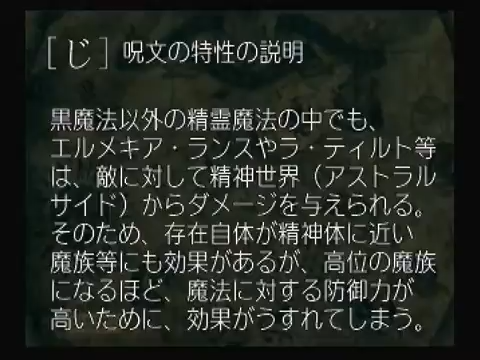 ［じ］呪文の特性の説明
黒魔法以外の精霊魔法の中でも、
エルメキア・ランスやラ・ティルト等
は、敵に対して精神世界（アストラル
サイド）からダメージを与えられる。
そのため、存在自体が精神体に近い
魔族等にも効果があるが、高位の魔族
になるほど、魔法に対する防御力が
高いために、効果がうすれてしまう。